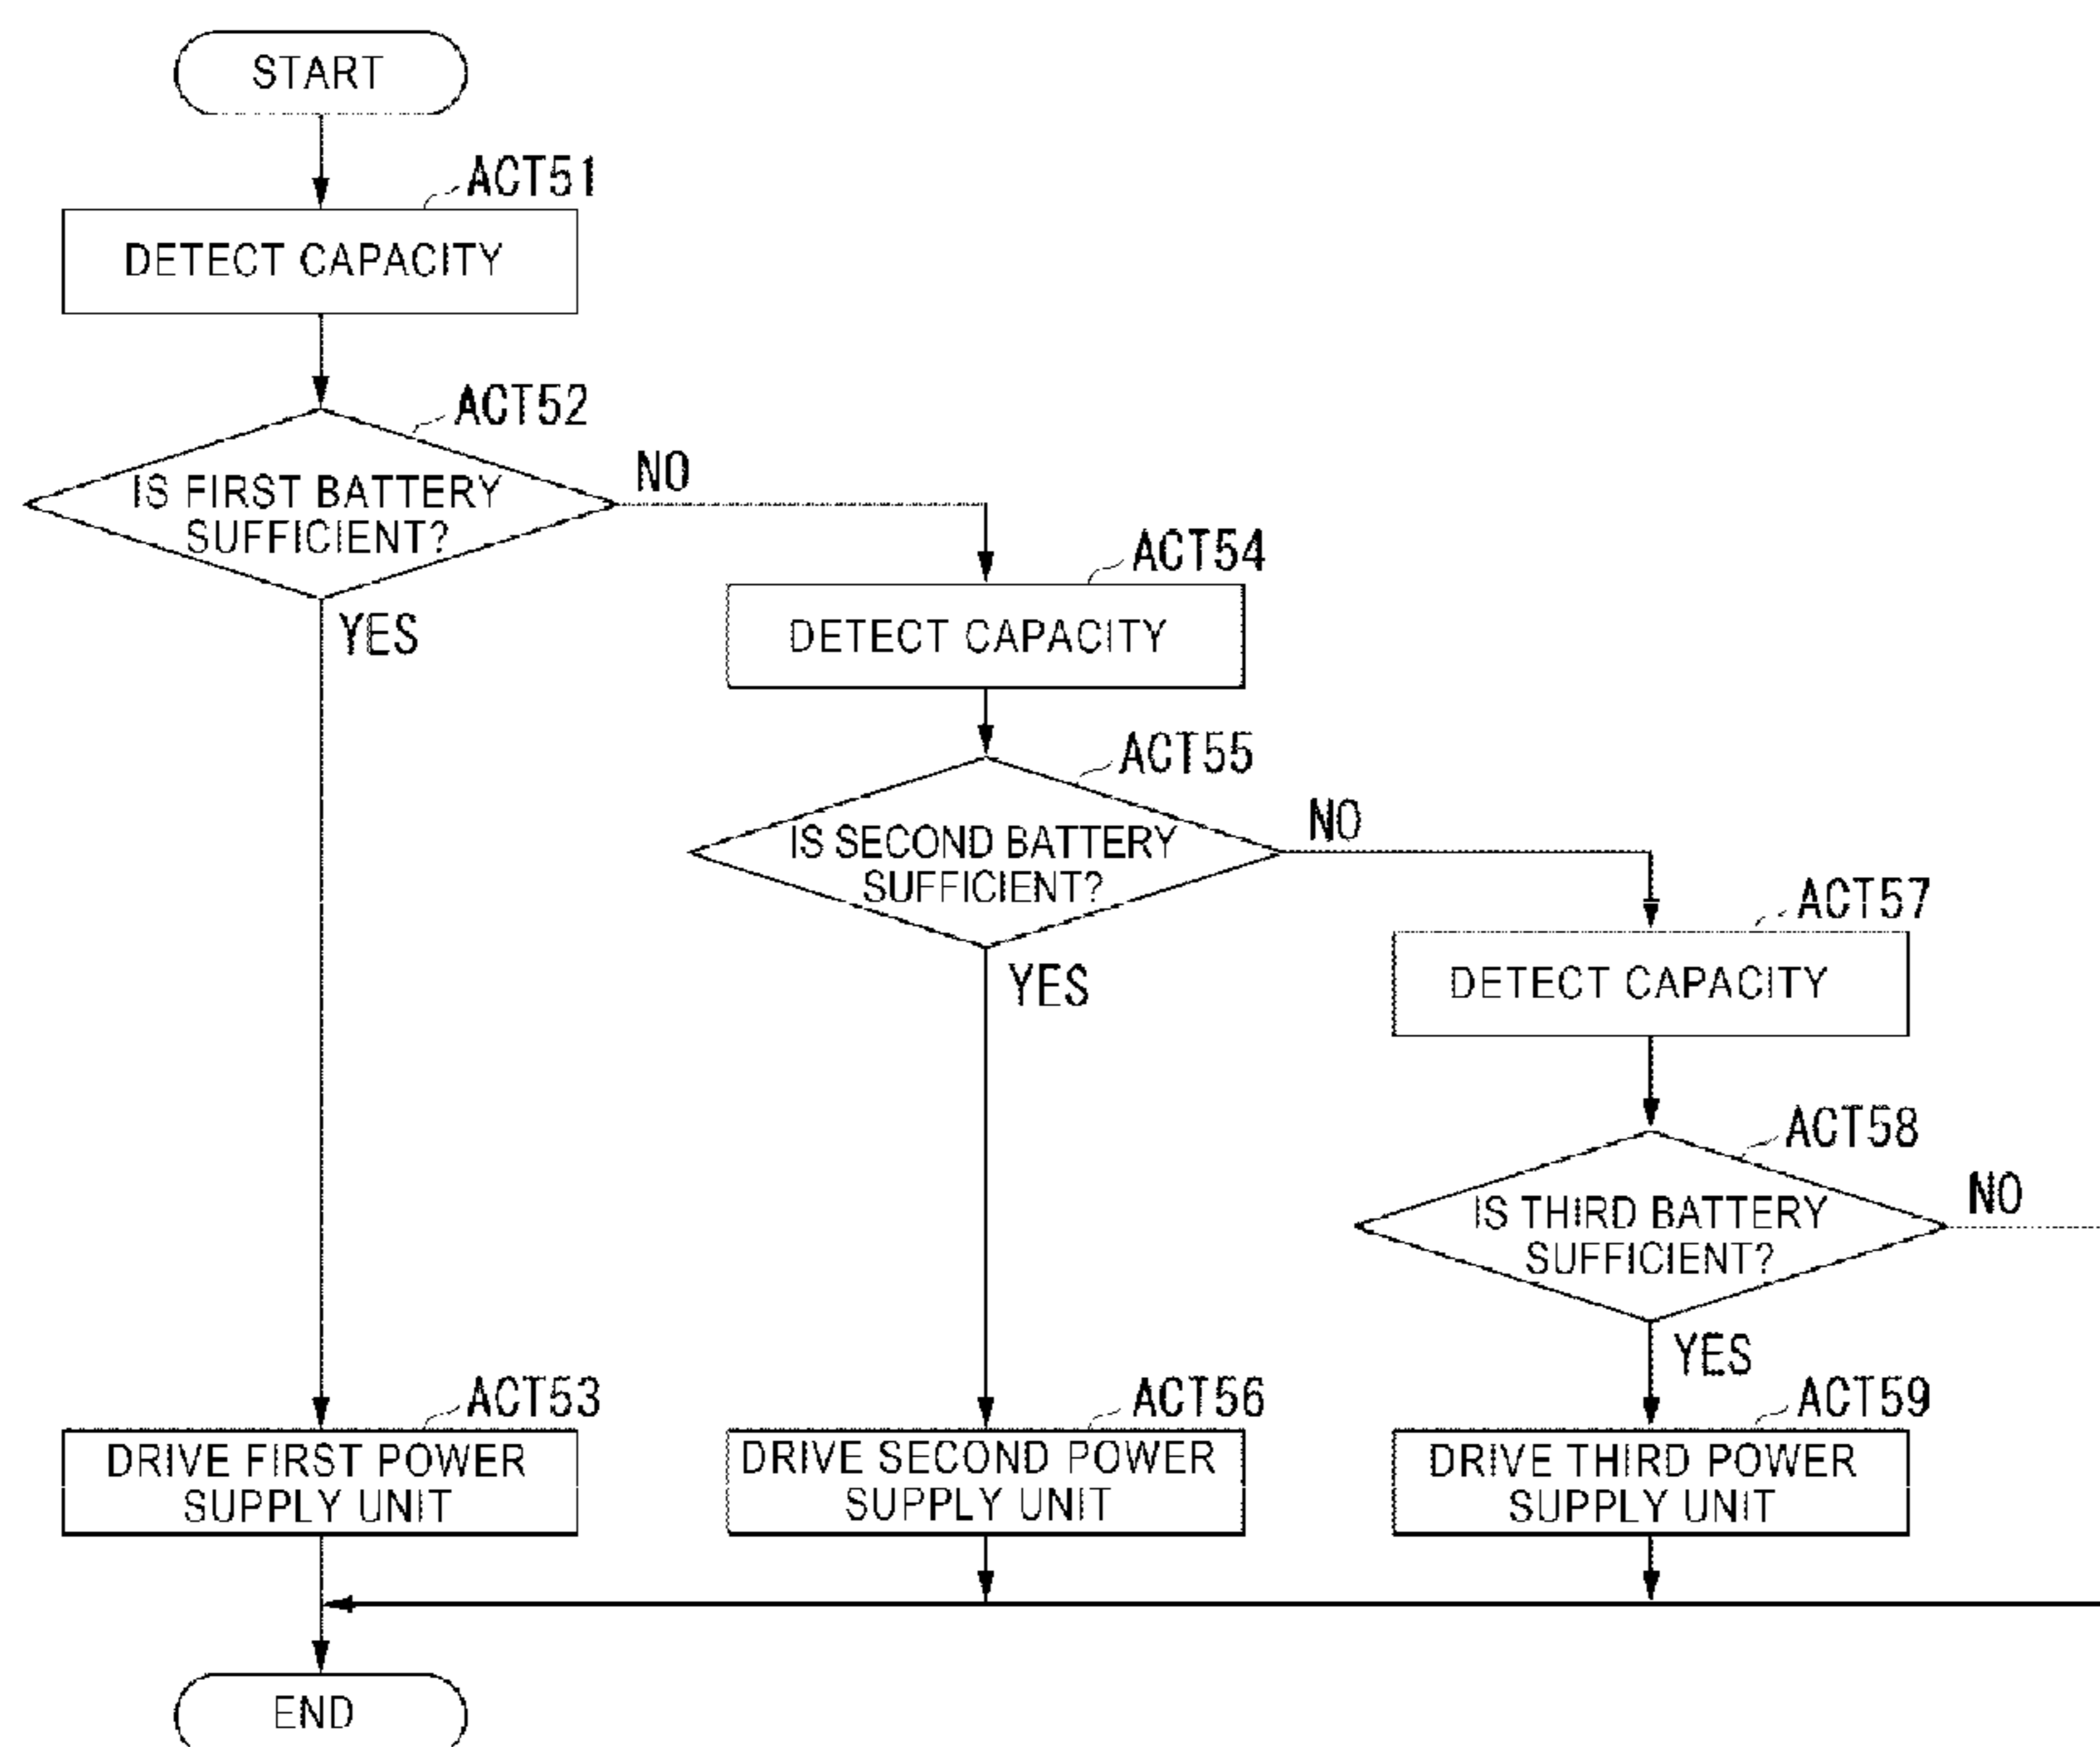 START
ACT51
DETECT CAPACITY
ACT52
IS FIRST BATTERY
SUFFICIENT?
NO
YES
ACT54
DETECT CAPACITY
ACT55
IS SECOND BATTERY
SUFFICIENT?
NO
YES
ACT57
DETECT CAPACITY
ACT58
IS THIRD BATTERY
SUFFICIENT?
NO
YES
ACT53
DRIVE FIRST POWER
SUPPLY UNIT
ACT56
DRIVE SECOND POWER
SUPPLY UNIT
ACT59
DRIVE THIRD POWER
SUPPLY UNIT
END